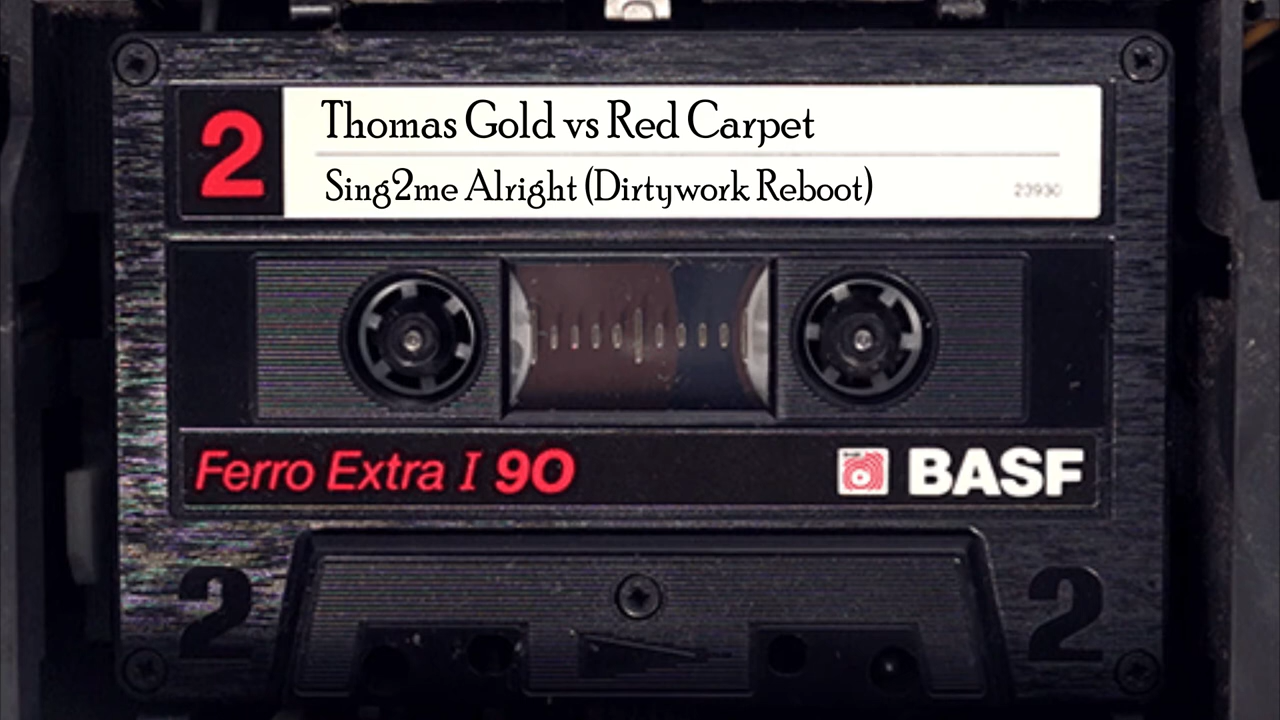 2
Thomas Gold vs Red Carpet
Sing2me Alright (Dirtywork Reboot)
23930
Ferro Extra I 90
BASF
2
2